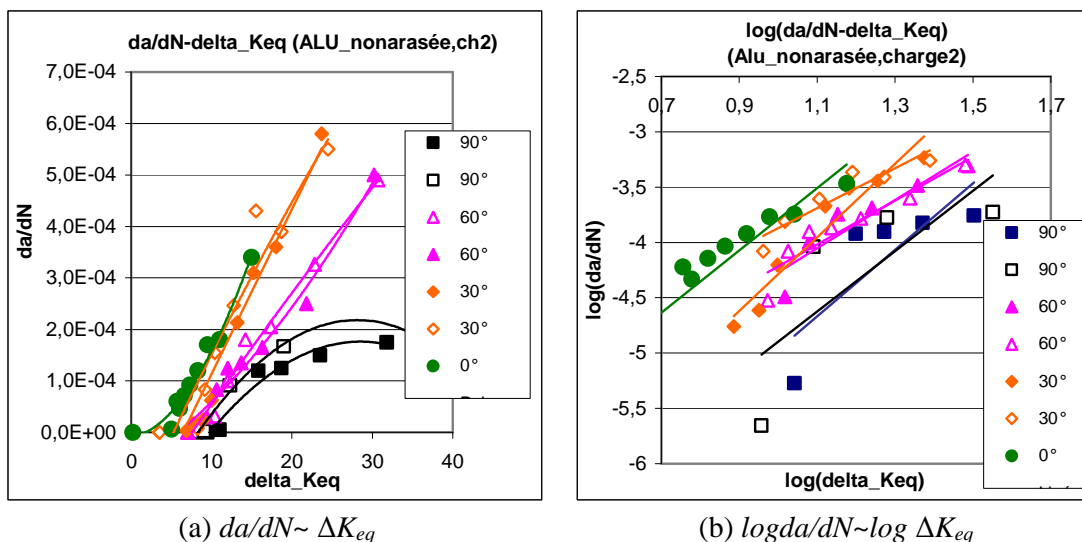 da/dN-delta_Keq (ALU_nonarasée,ch2)
7,0E-04
6,0E-04
5,0E-04
4,0E-04
3,0E-04
2,0E-04
1,0E-04
0,0E+00
da/dN
0
10
20
30
40
delta_Keq
90°
90°
60°
60°
30°
30°
0°
(a) da/dN~ ΔKeq
log(da/dN-delta_Keq)
(Alu_nonarasée,charge2)
-2,5
0,7
0,9
1,1
1,3
1,5
1,7
-3
-3,5
-4
-4,5
-5
-5,5
-6
log(da/dN)
log(delta_Keq)
90°
90°
60°
60°
30°
30°
0°
(b) logda/dN~log ΔKeq